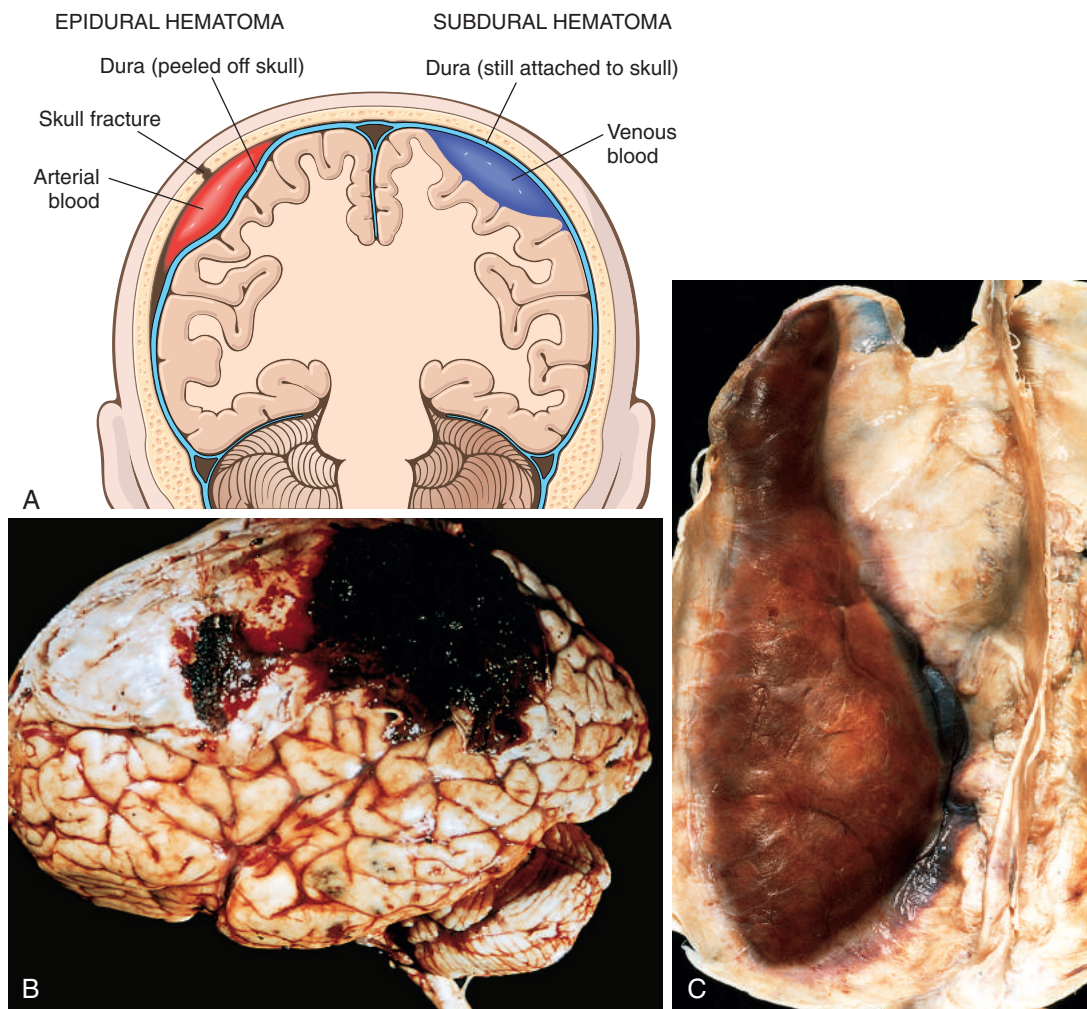 EPIDURAL HEMATOMA
SUBDURAL HEMATOMA
Dura (peeled off skull)
Dura (still attached to skull)
Skull fracture
Arterial
blood
Venous
blood
A
B
C